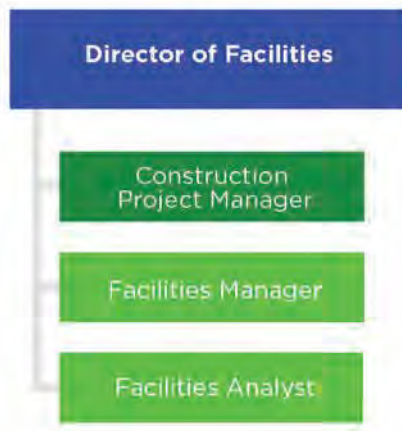 Director of Facilities
Construction
Project Manager
Facilities Manager
Facilities Analyst